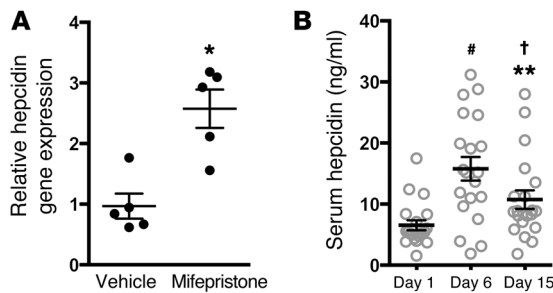 A
Relative hepcidin
gene expression
4
3
2
1
0
*
Vehicle
Mifepristone
B
Serum hepcidin (ng/ml)
40
30
20
10
0
#
†
**
Day 1
Day 6
Day 15